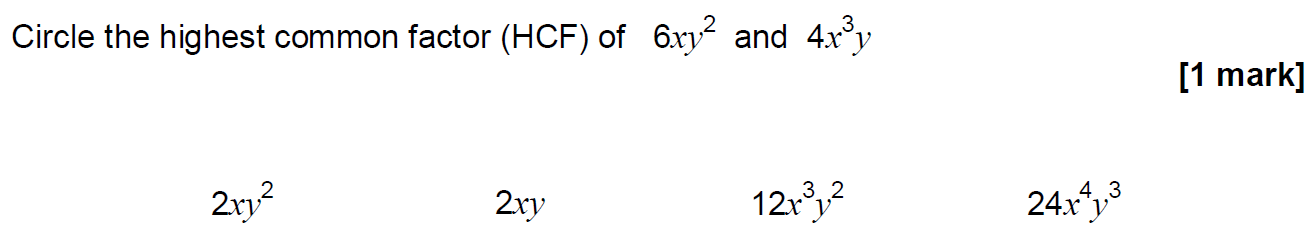 Circle the highest common factor (HCF) of 6xy² and 4x³y
[1 mark]
2xy² 2xy 12x³y² 24x⁴y³